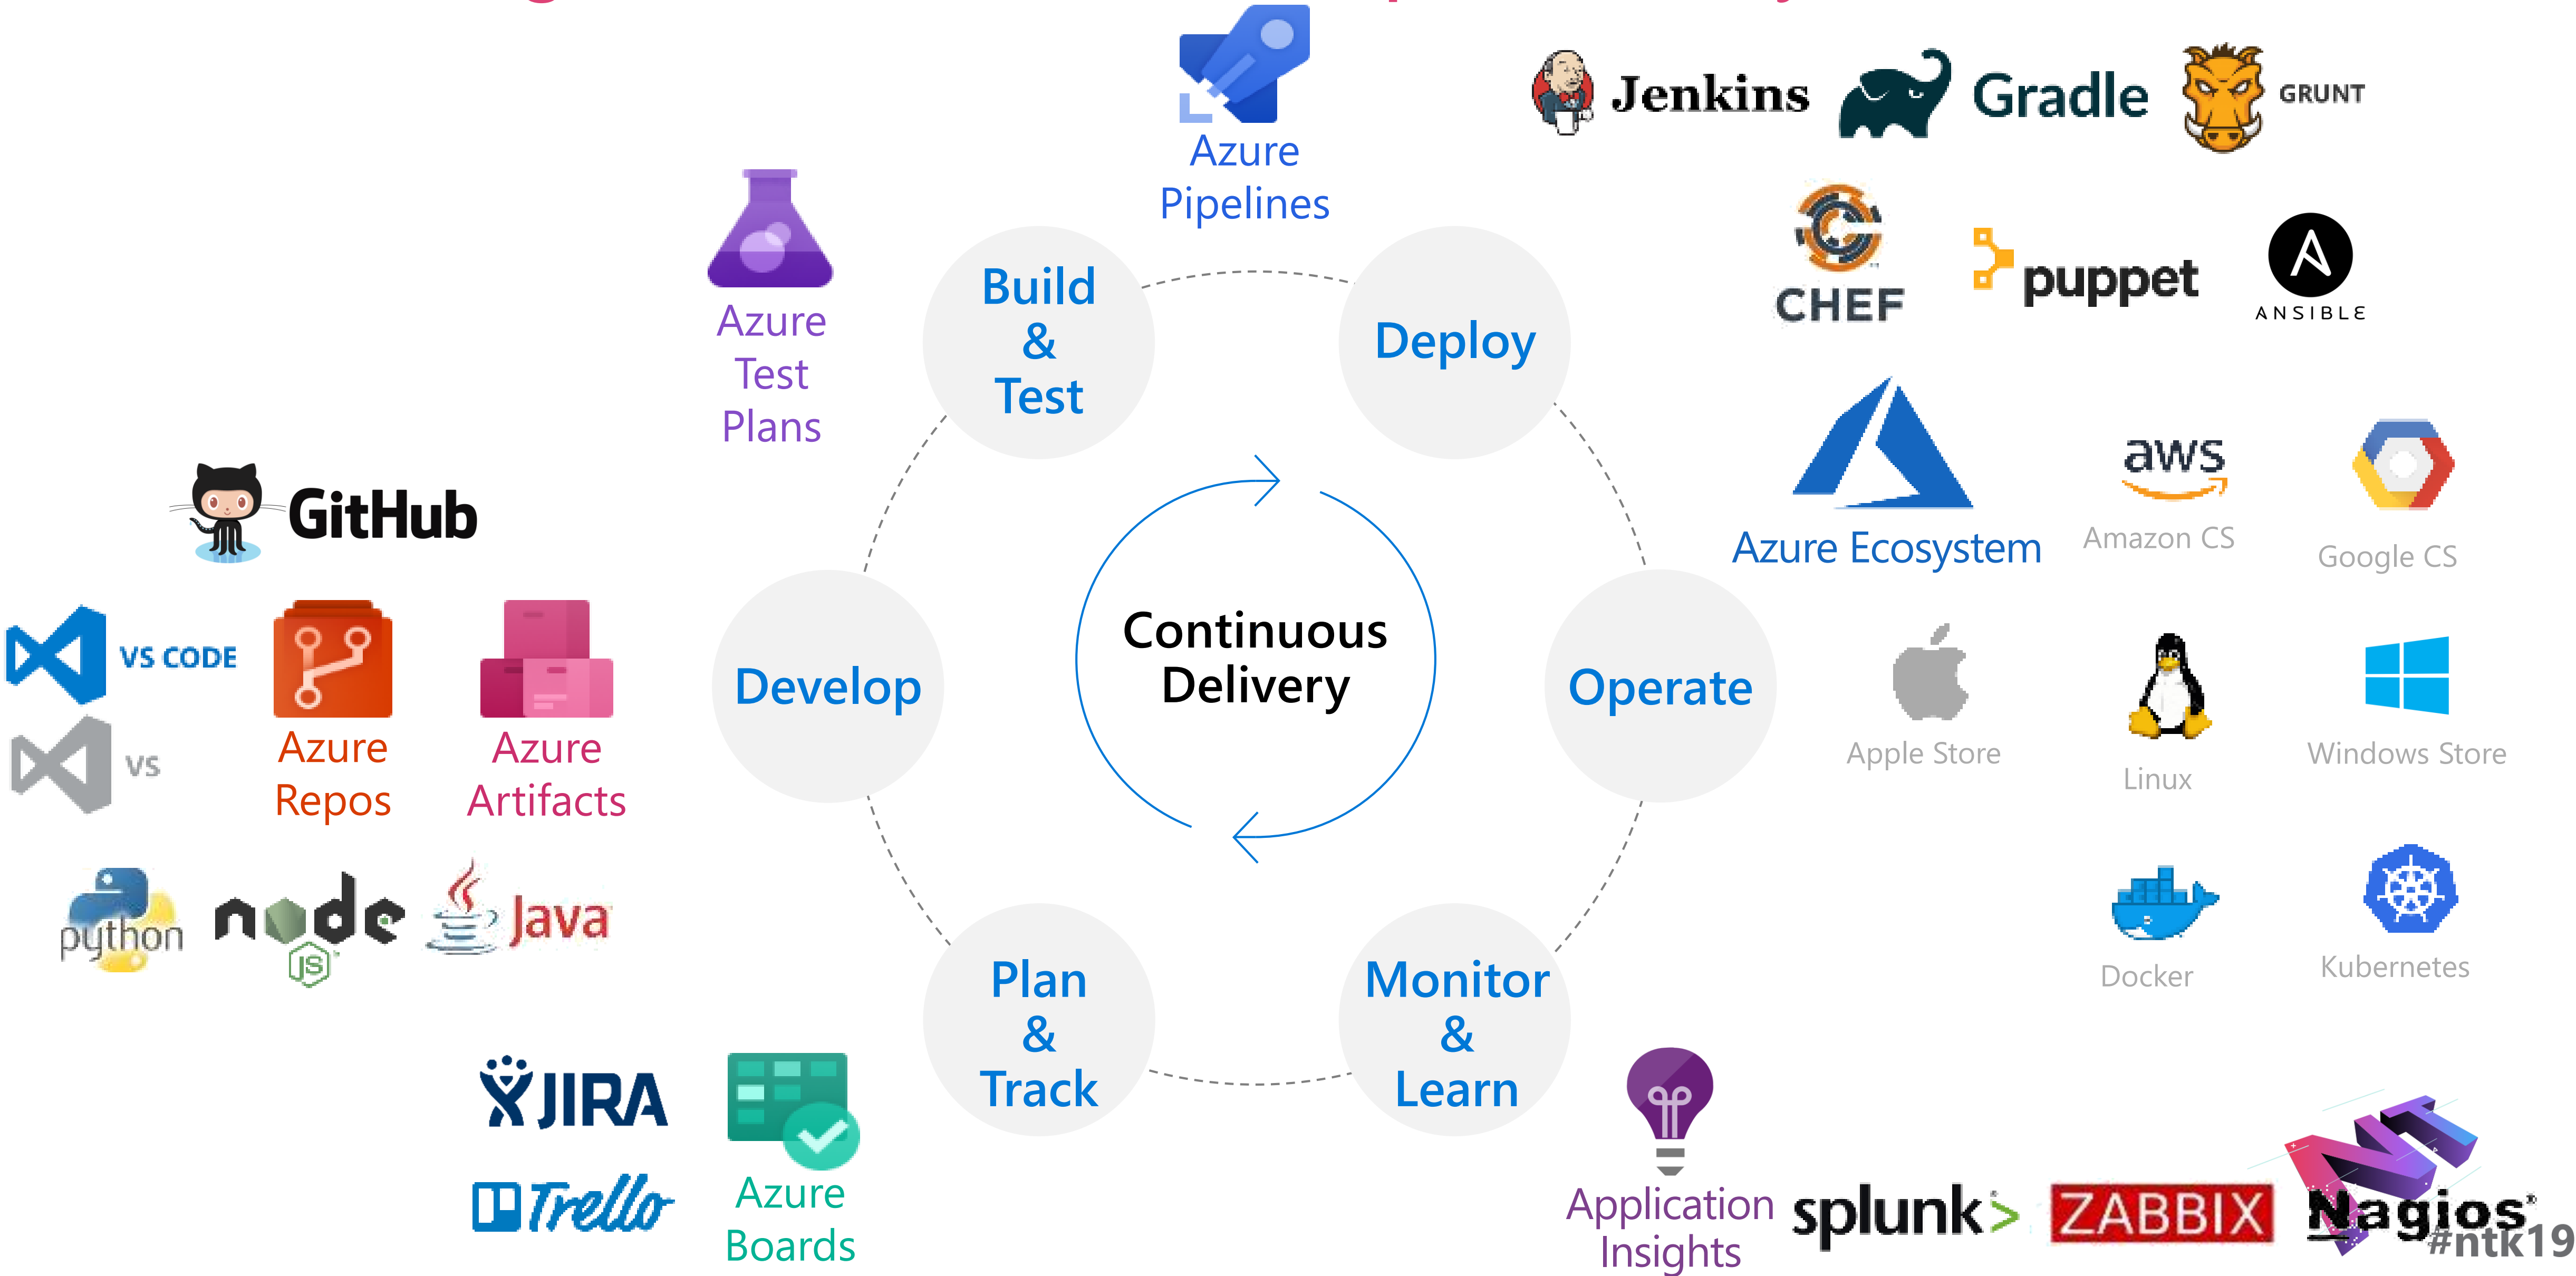 Azure
Pipelines
Jenkins
Gradle
GRUNT
CHEF
puppet
ANSIBLE
Azure
Test
Plans
Build
&
Test
Deploy
GitHub
Azure Ecosystem
aws
Amazon CS
Google CS
VS CODE
VS
Azure
Repos
Azure
Artifacts
Develop
Continuous
Delivery
Operate
Apple Store
Linux
Windows Store
python
node
JS
Java
Docker
Kubernetes
Plan
&
Track
Monitor
&
Learn
JIRA
Trello
Azure
Boards
Application
Insights
splunk>
ZABBIX
Nagios®
#ntk19